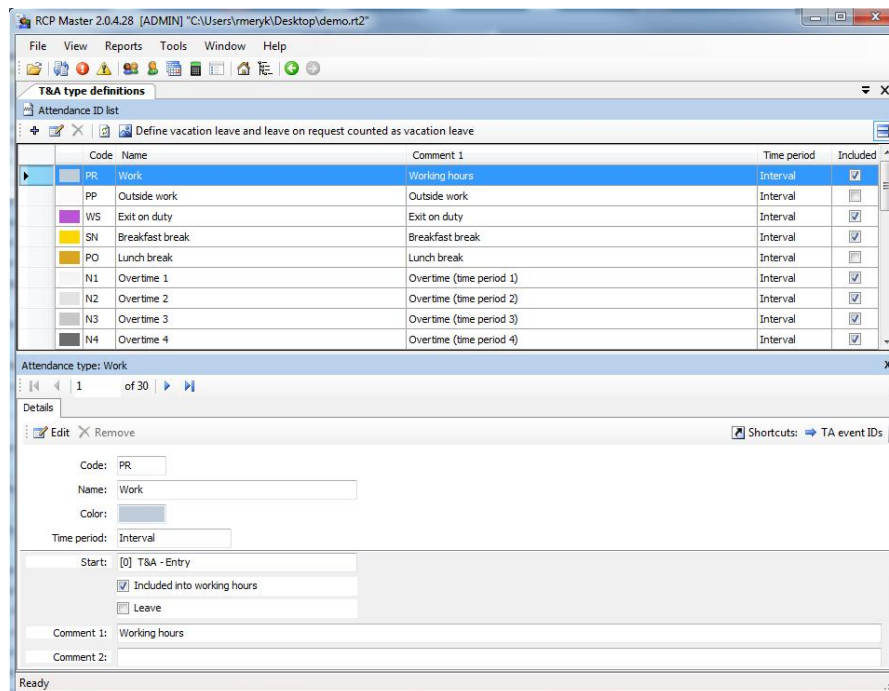 RCP Master 2.0.4.28 [ADMIN] "C:\Users\rmeryk\Desktop\demo.rt2"
File View Reports Tools Window Help
T&A type definitions
Attendance ID list
Define vacation leave and leave on request counted as vacation leave
Code Name Comment 1 Time period Included
PR Work Working hours Interval
PP Outside work Outside work Interval
WS Exit on duty Exit on duty Interval
SN Breakfast break Breakfast break Interval
PO Lunch break Lunch break Interval
N1 Overtime 1 Overtime (time period 1) Interval
N2 Overtime 2 Overtime (time period 2) Interval
N3 Overtime 3 Overtime (time period 3) Interval
N4 Overtime 4 Overtime (time period 4) Interval
Attendance type: Work
1 of 30
Details
Edit Remove Shortcuts: TA event IDs
Code: PR
Name: Work
Color:
Time period: Interval
Start: [0] T&A - Entry
Included into working hours
Leave
Comment 1: Working hours
Comment 2:
Ready